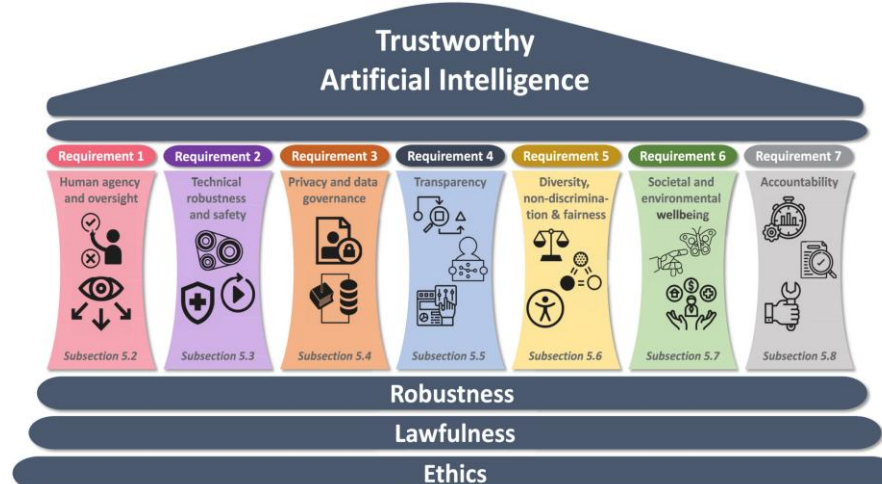 Trustworthy
Artificial Intelligence
Requirement 1
Requirement 2
Requirement 3
Requirement 4
Requirement 5
Requirement 6
Requirement 7
Human agency
and oversight
Technical
robustness
and safety
Privacy and data
governance
Transparency
Diversity,
non-discrimina-
tion & fairness
Societal and
environmental
wellbeing
Accountability
Subsection 5.2
Subsection 5.3
Subsection 5.4
Subsection 5.5
Subsection 5.6
Subsection 5.7
Subsection 5.8
Robustness
Lawfulness
Ethics